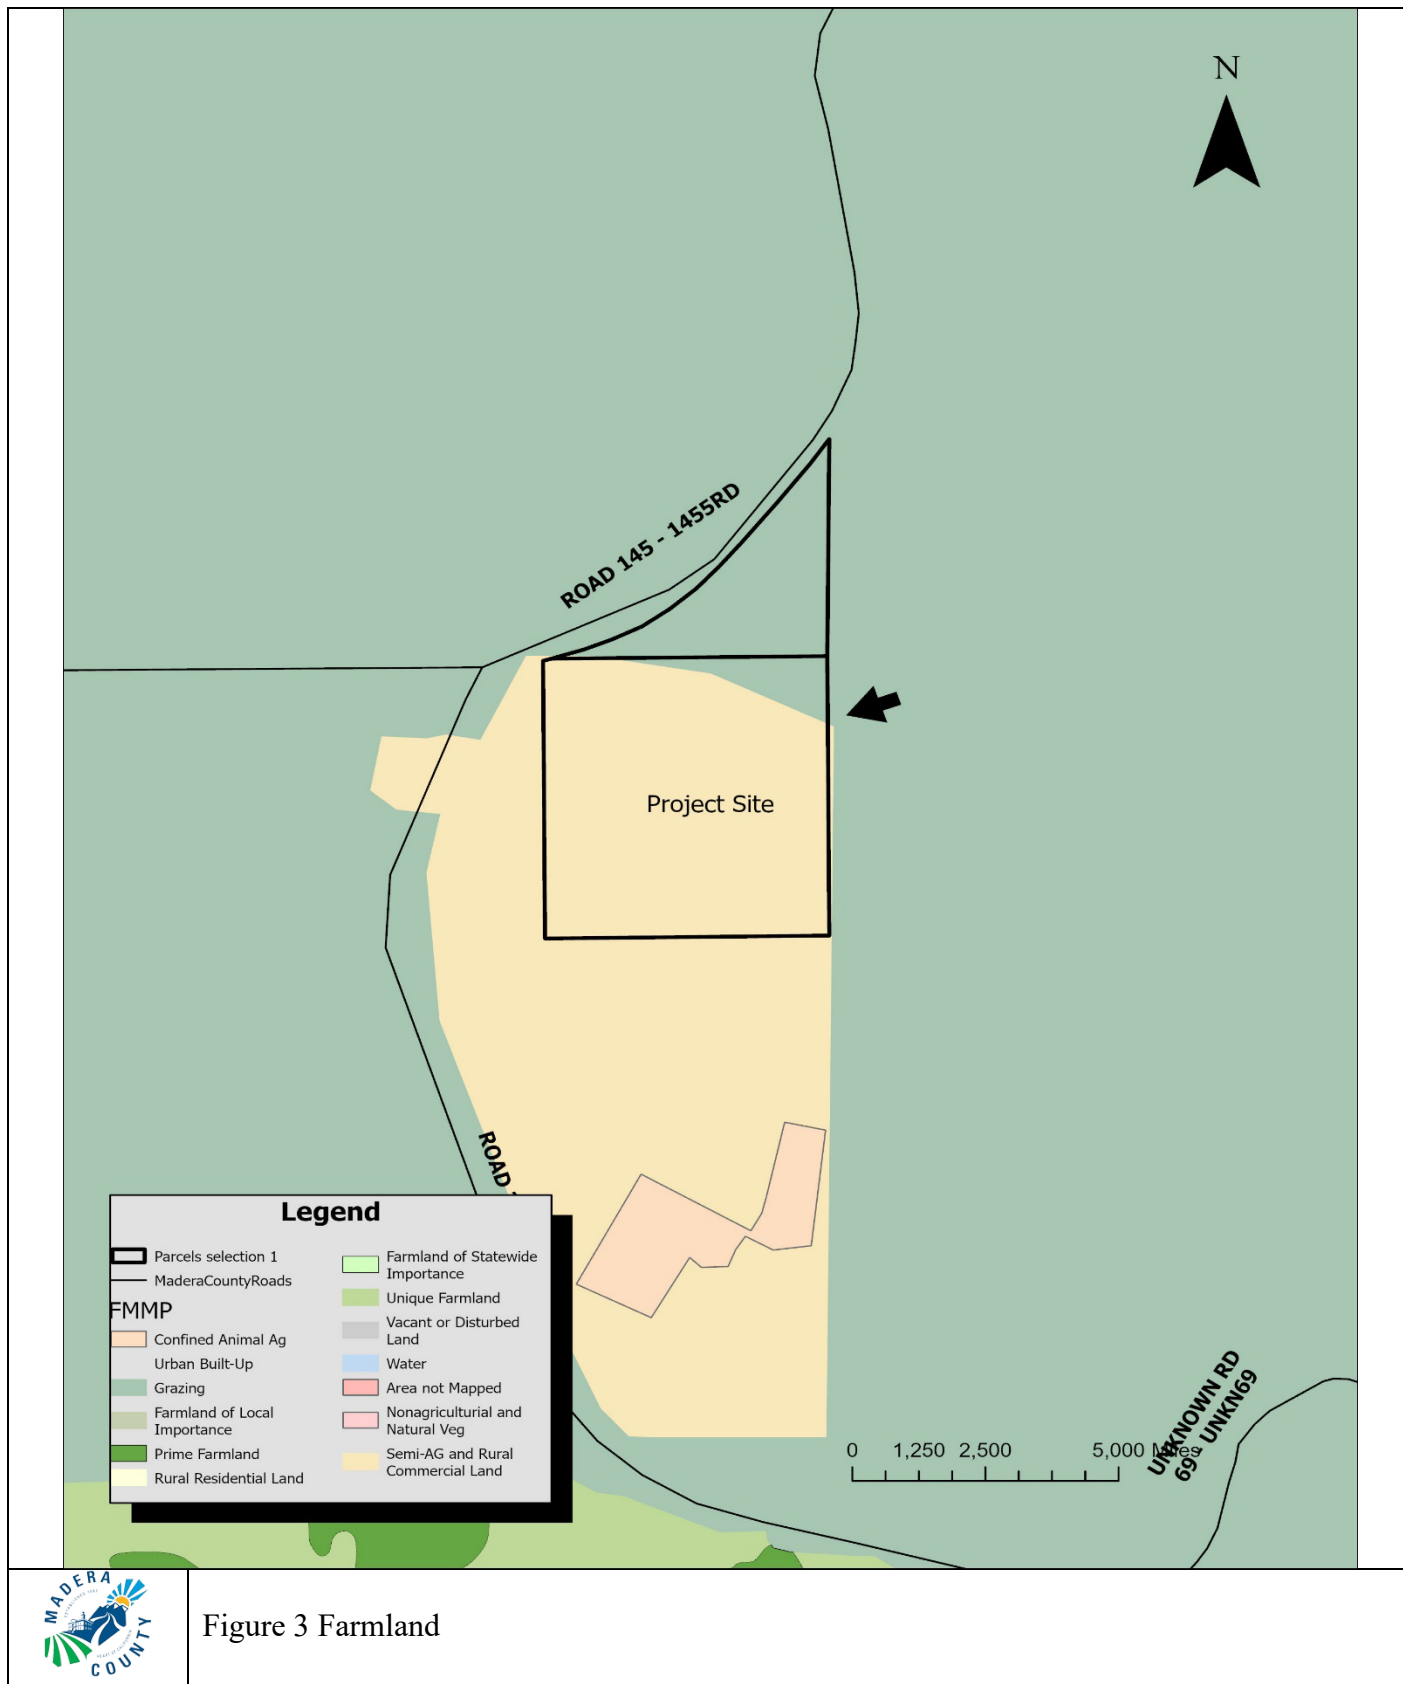 N
ROAD 145 - 1455RD
Project Site
ROAD -
Legend
Parcels selection 1
MaderaCountyRoads
FMMP
Confined Animal Ag
Urban Built-Up
Grazing
Farmland of Local
Importance
Prime Farmland
Rural Residential Land
Farmland of Statewide
Importance
Unique Farmland
Vacant or Disturbed
Land
Water
Area not Mapped
Nonagriculturial and
Natural Veg
Semi-AG and Rural
Commercial Land
0 1,250 2,500 5,000 Miles
UNKNOWN RD
69 - UNKN69
MADERA
COUNTY
Figure 3 Farmland